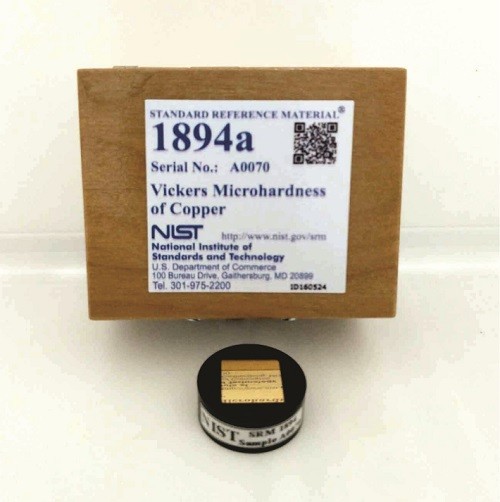 STANDARD REFERENCE MATERIAL®
1894a
Serial No.: A0070
Vickers Microhardness
of Copper
NIST http://www.nist.gov/srm
National Institute of
Standards and Technology
U.S. Department of Commerce
100 Bureau Drive, Gaithersburg, MD 20899
Tel. 301-975-2200 ID160524
NIST SRM 1894
Sample